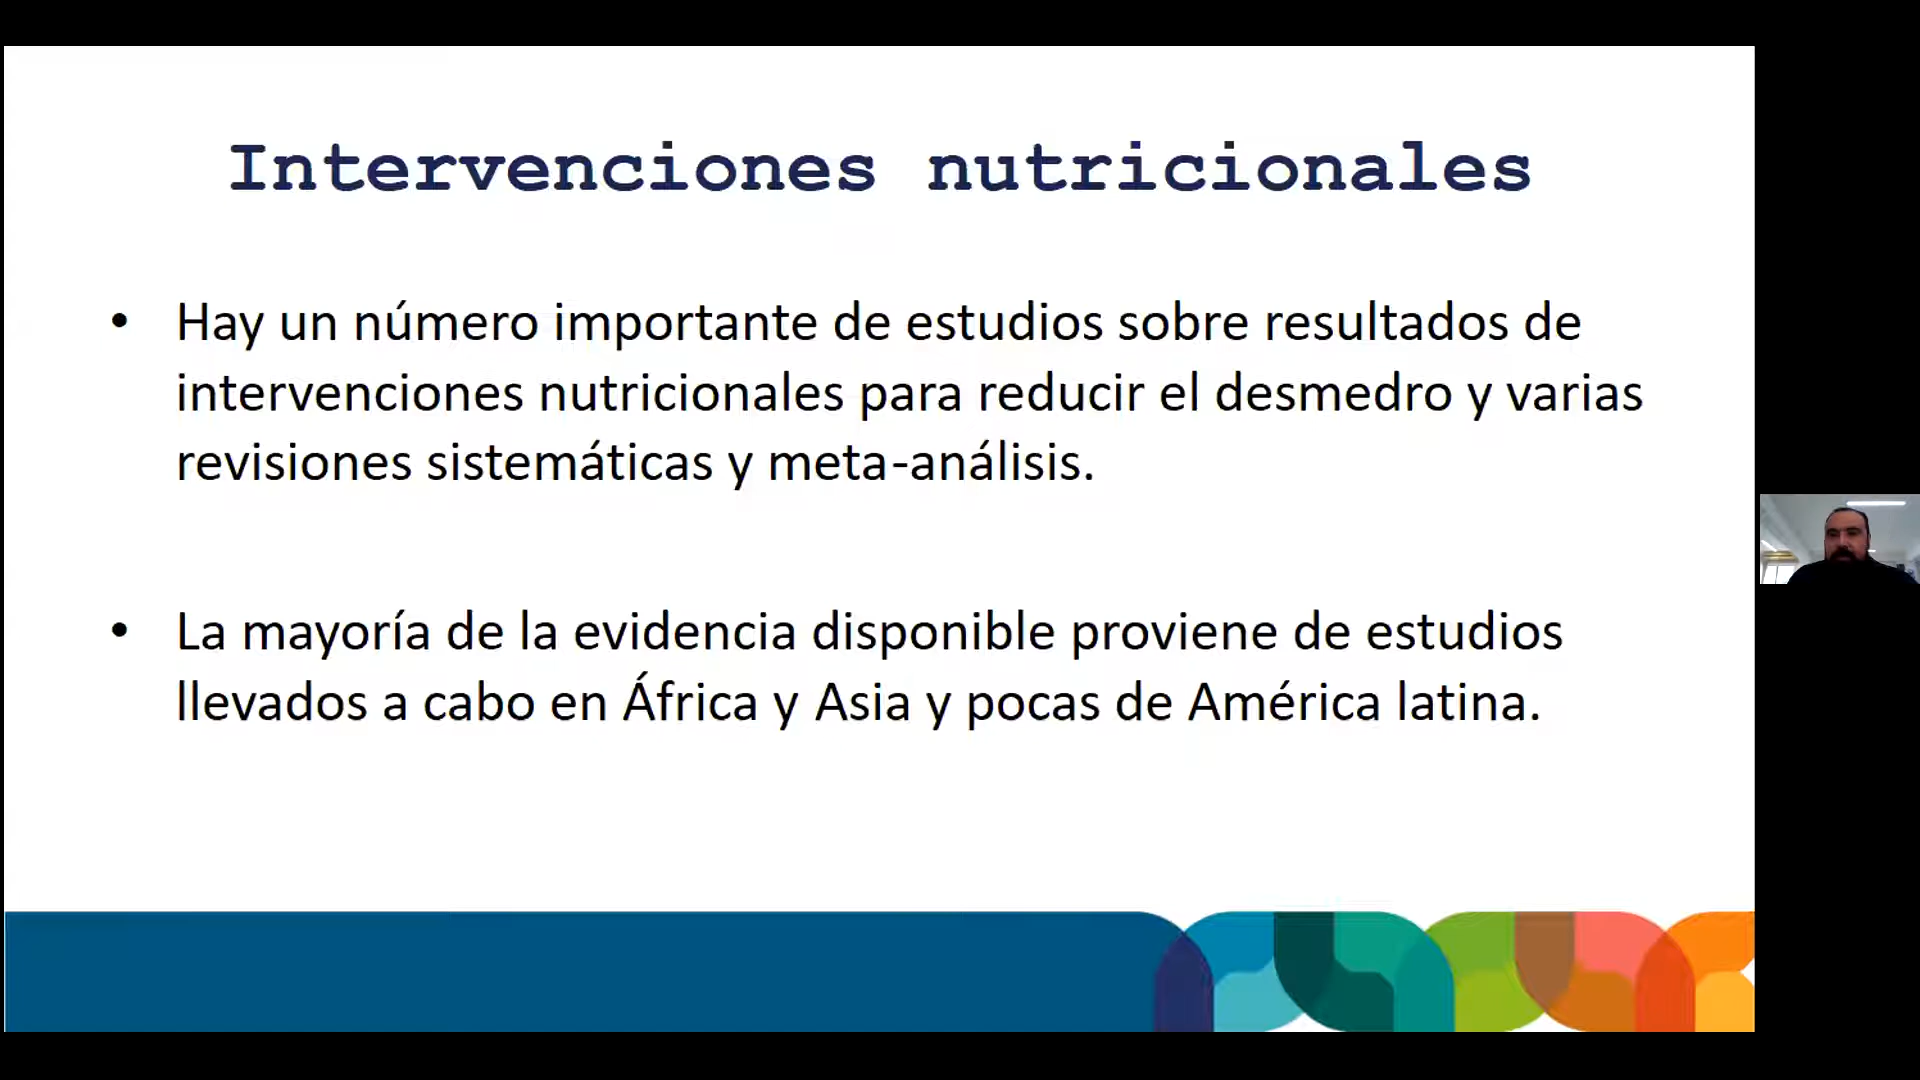 Intervenciones nutricionales
• Hay un número importante de estudios sobre resultados de
intervenciones nutricionales para reducir el desmedro y varias
revisiones sistemáticas y meta-análisis.
• La mayoría de la evidencia disponible proviene de estudios
llevados a cabo en África y Asia y pocas de América latina.